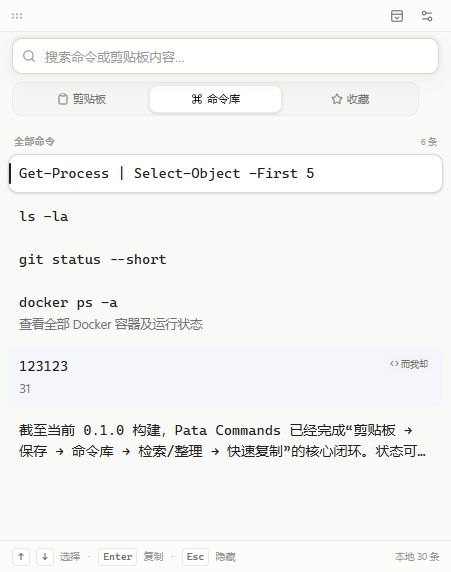 搜索命令或剪贴板内容...
剪贴板 ⌘ 命令库 收藏
全部命令 6 条
Get-Process | Select-Object -First 5
ls -la
git status --short
docker ps -a
查看全部 Docker 容器及运行状态
123123 <> 而我却
31
截至当前 0.1.0 构建, Pata Commands 已经完成“剪贴板 →
保存 → 命令库 → 检索/整理 → 快速复制”的核心闭环。状态可…
↑ ↓ 选择 · Enter 复制 · Esc 隐藏 本地 30 条